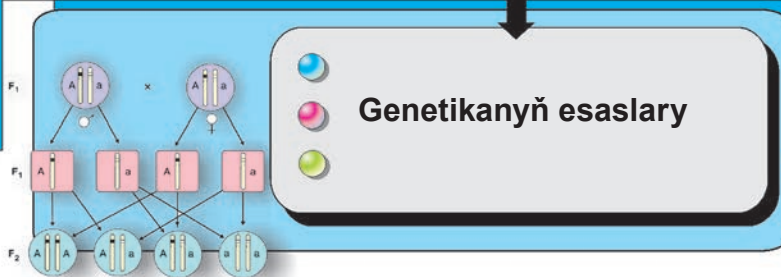 F₁ A a × A a
♂ ♀
F₁ A a A a
Genetikanyň esaslary
F₂ A A A a A a a a